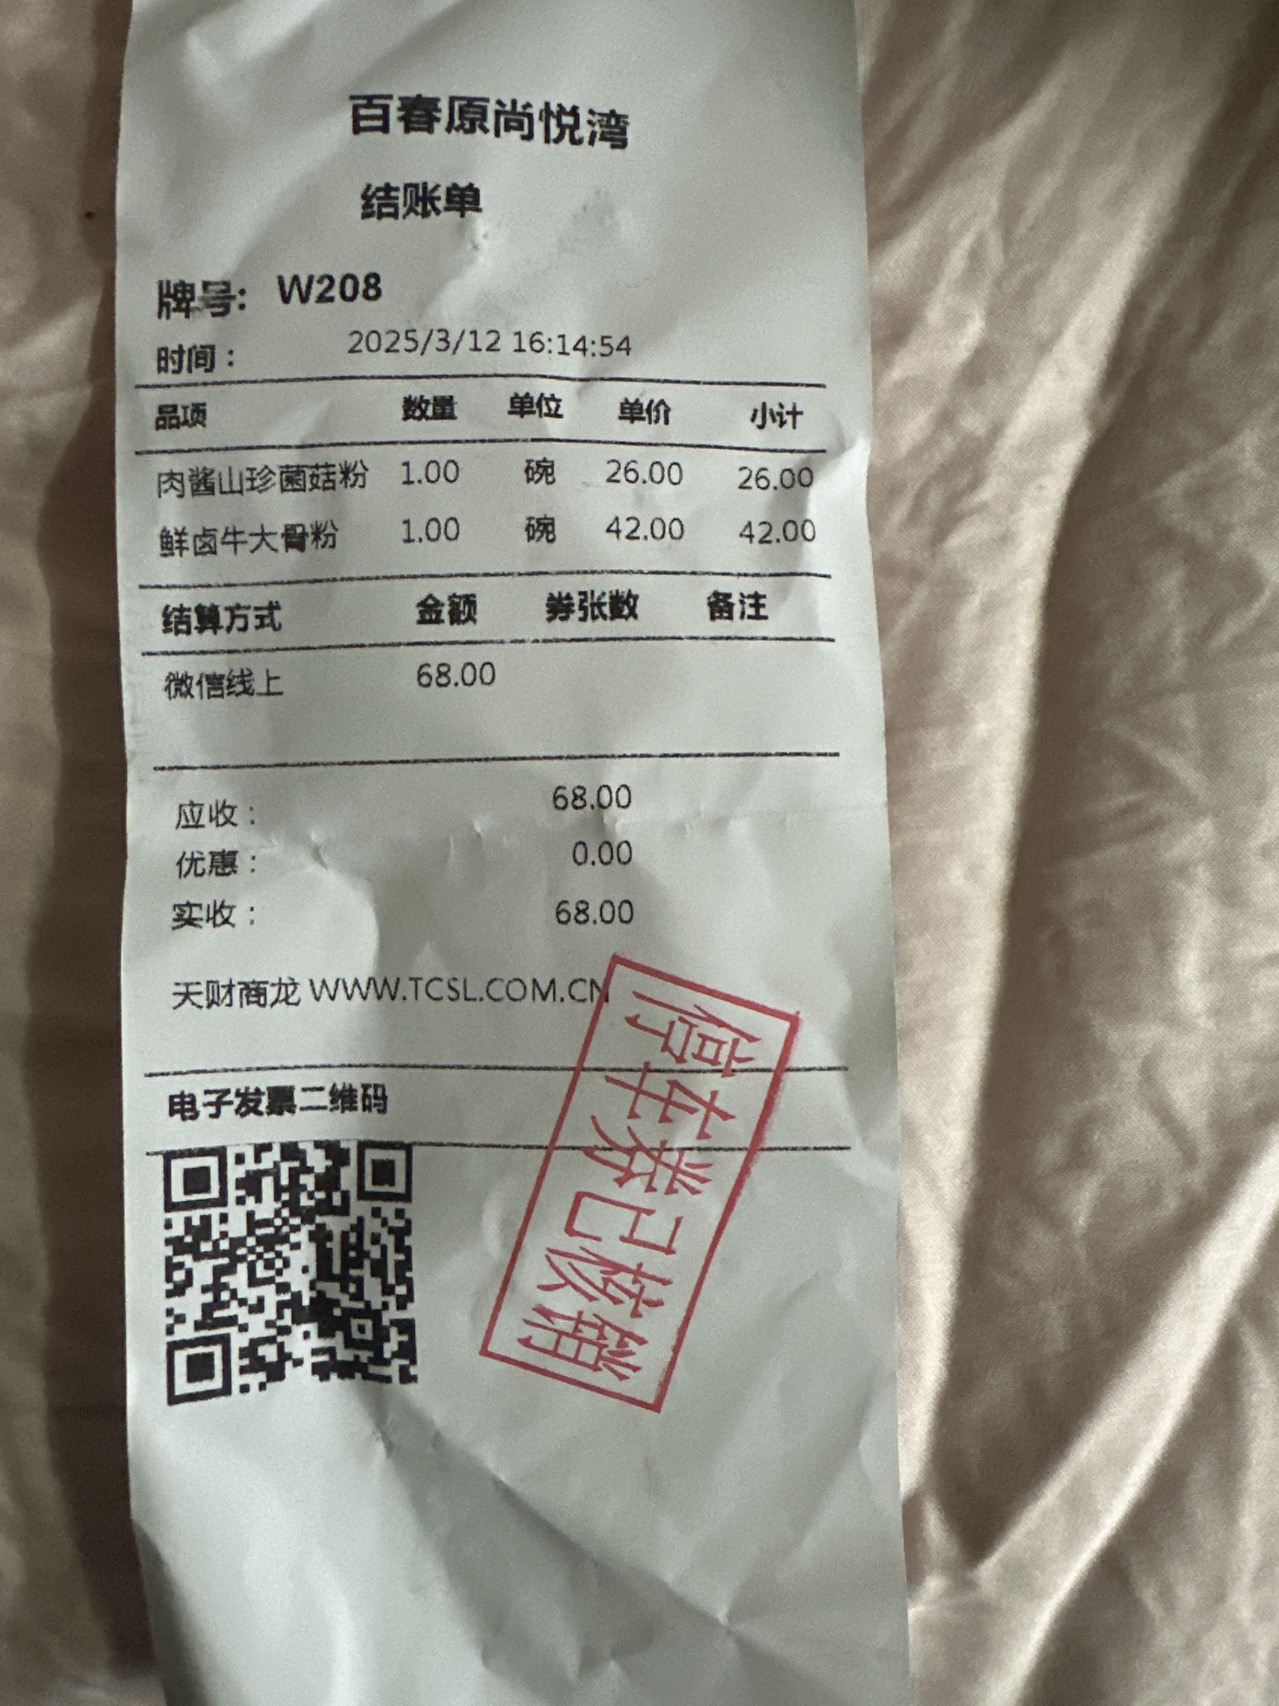 百春原尚悦湾
结账单
牌号: W208
时间： 2025/3/12 16:14:54
品项 数量 单位 单价 小计
肉酱山珍菌菇粉 1.00 碗 26.00 26.00
鲜卤牛大骨粉 1.00 碗 42.00 42.00
结算方式 金额 券张数 备注
微信线上 68.00
应收： 68.00
优惠： 0.00
实收： 68.00
天财商龙 WWW.TCSL.COM.CN
电子发票二维码
停车券已核销